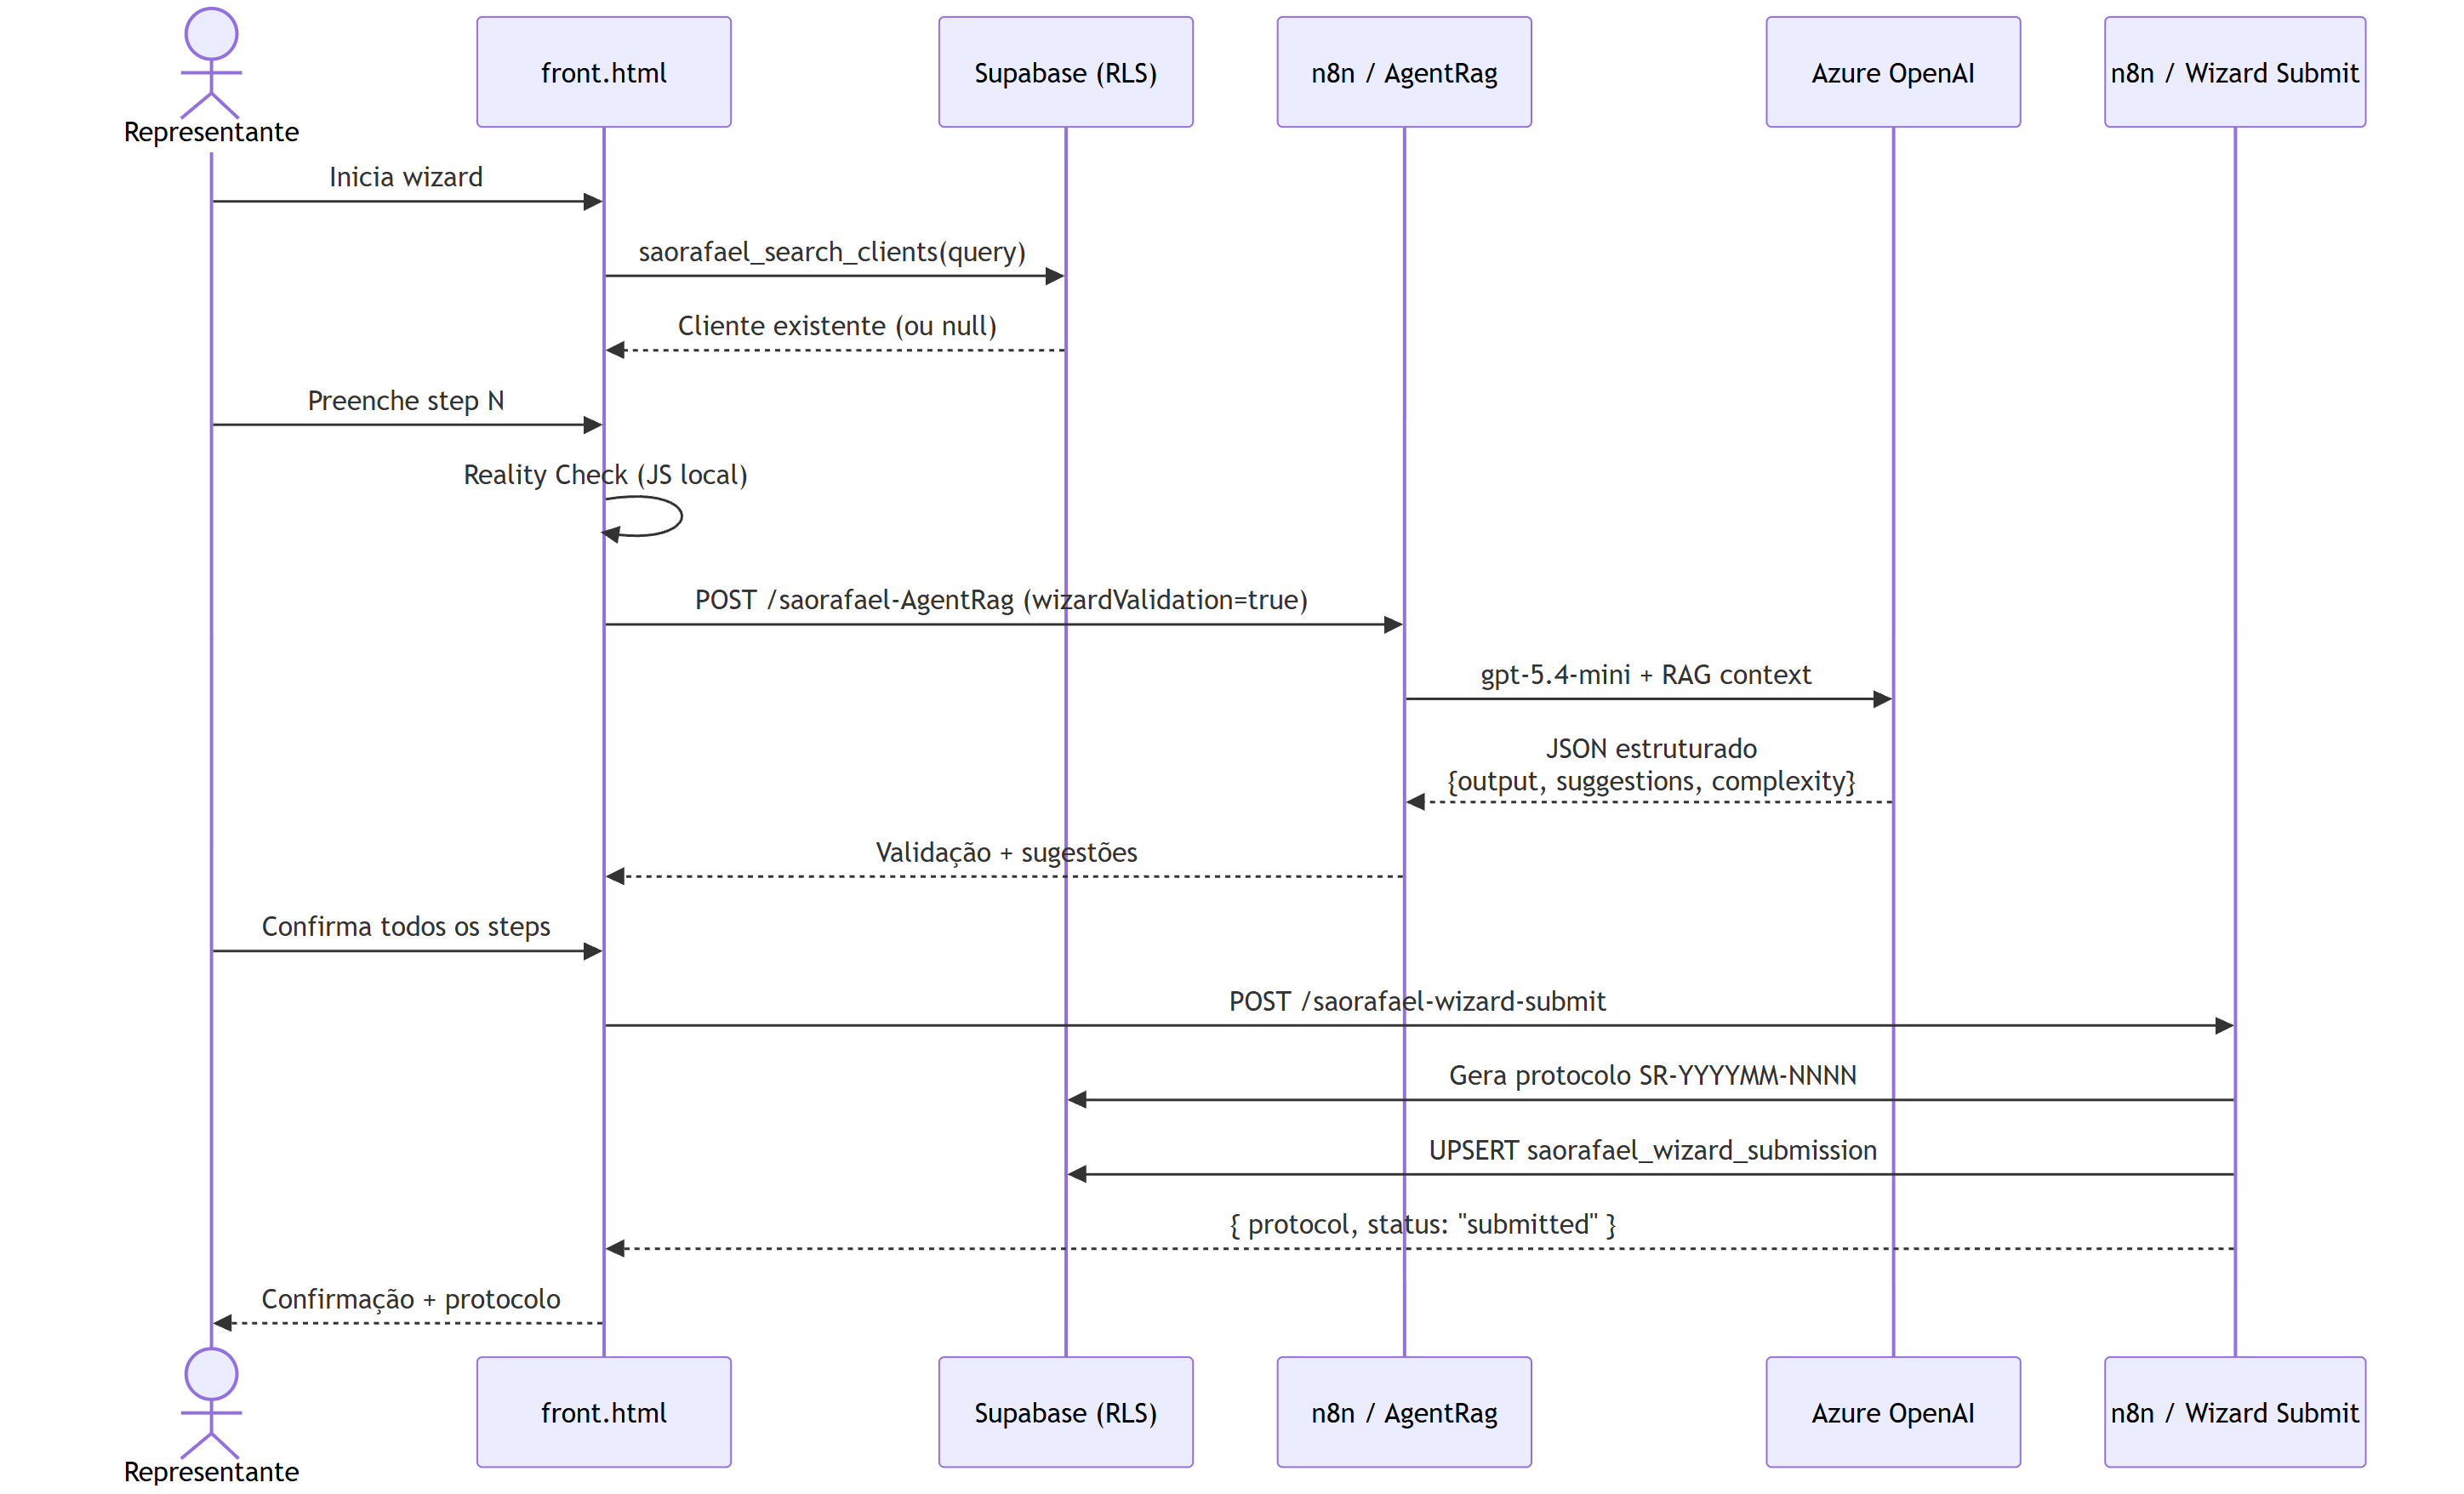 Representante
front.html
Supabase (RLS)
n8n / AgentRag
Azure OpenAI
n8n / Wizard Submit
Inicia wizard
saorafael_search_clients(query)
Cliente existente (ou null)
Preenche step N
Reality Check (JS local)
POST /saorafael-AgentRag (wizardValidation=true)
gpt-5.4-mini + RAG context
JSON estruturado
{output, suggestions, complexity}
Validação + sugestões
Confirma todos os steps
POST /saorafael-wizard-submit
Gera protocolo SR-YYYYMM-NNNN
UPSERT saorafael_wizard_submission
{ protocol, status: "submitted" }
Confirmação + protocolo
Representante
front.html
Supabase (RLS)
n8n / AgentRag
Azure OpenAI
n8n / Wizard Submit